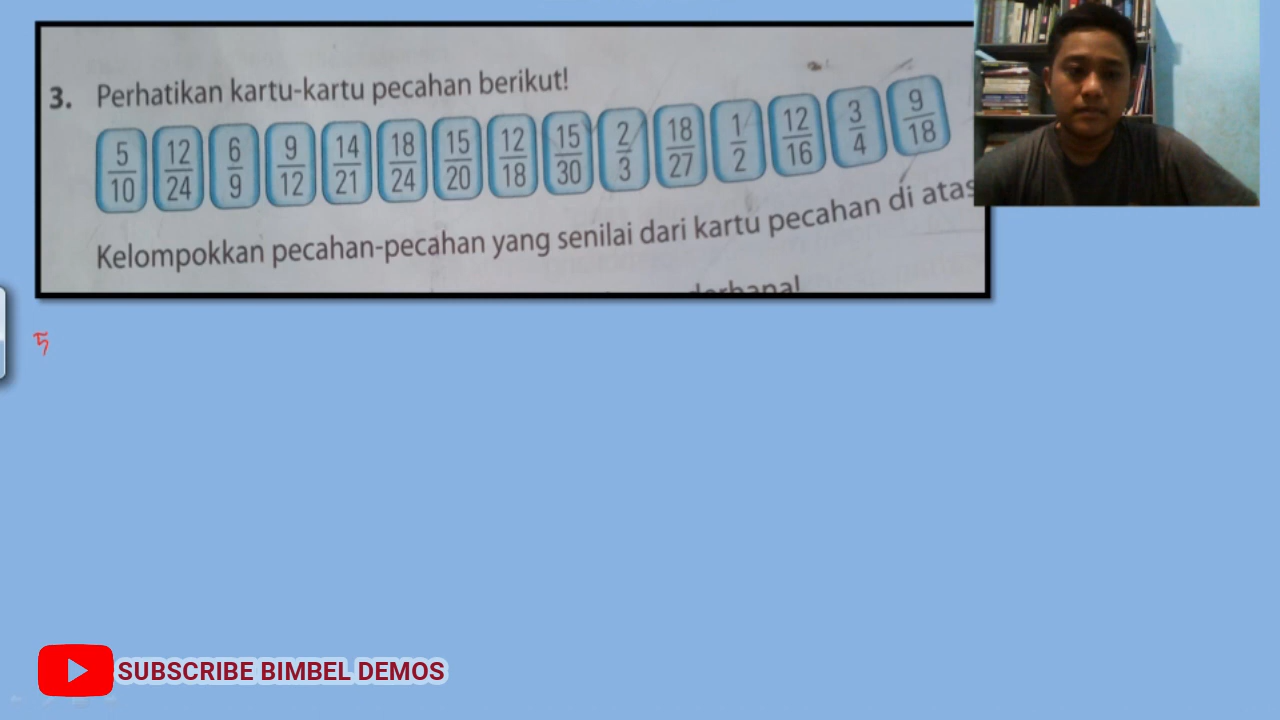 3. Perhatikan kartu-kartu pecahan berikut!
5/10 12/24 6/9 9/12 14/21 18/24 15/20 12/18 15/30 2/3 18/27 1/2 12/16 3/4 9/18
Kelompokkan pecahan-pecahan yang senilai dari kartu pecahan di atas
5
SUBSCRIBE BIMBEL DEMOS